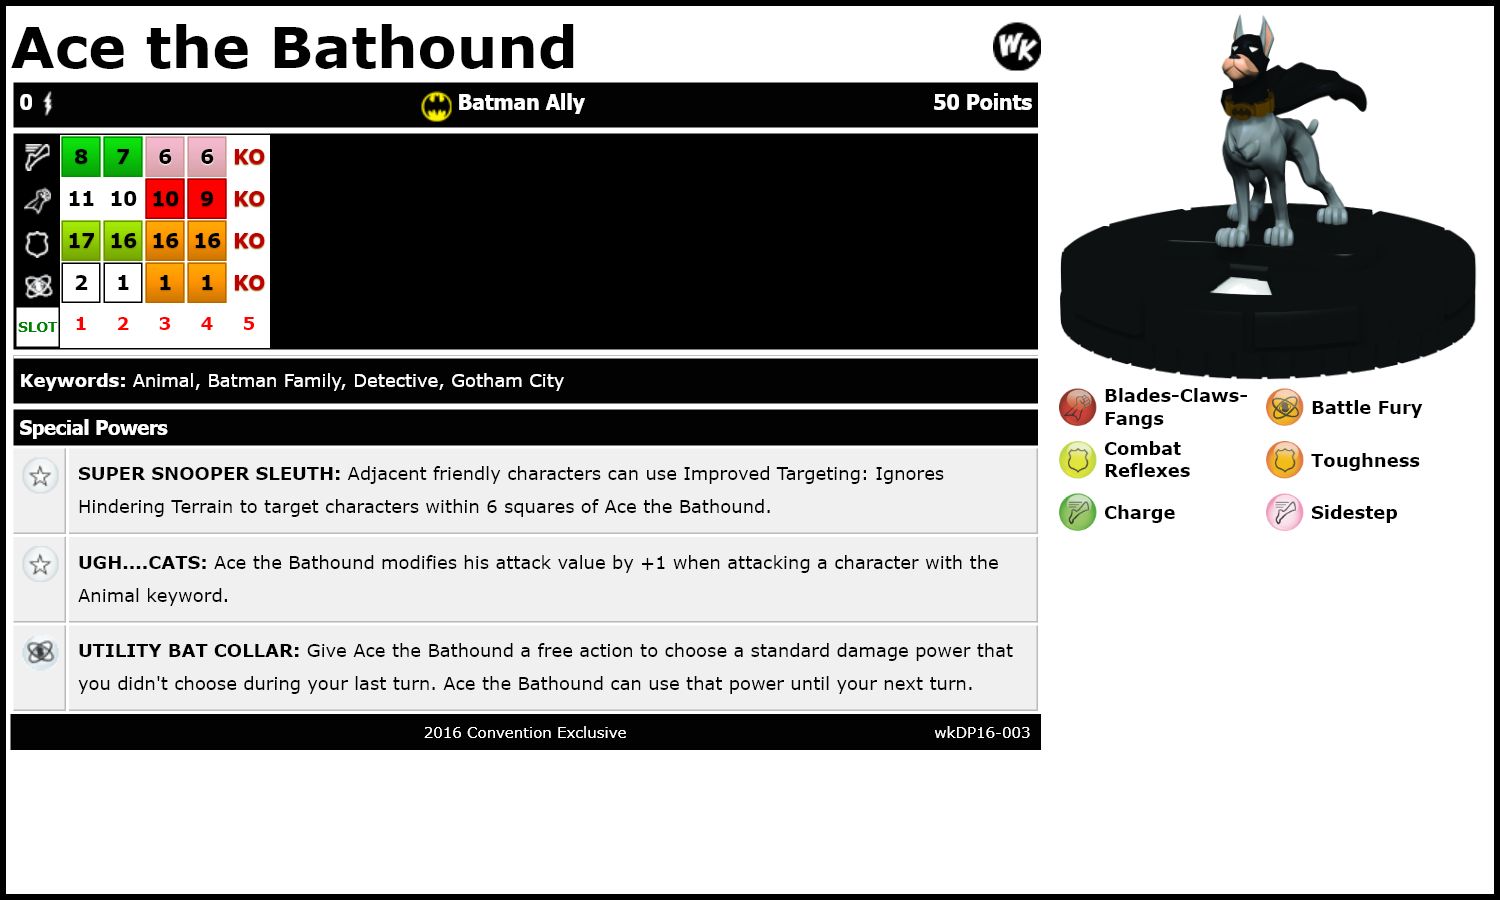 Ace the Bathound
WK
0
Batman Ally
50 Points
8 7 6 6 KO
11 10 10 9 KO
17 16 16 16 KO
2 1 1 1 KO
SLOT 1 2 3 4 5
Keywords: Animal, Batman Family, Detective, Gotham City
Special Powers
SUPER SNOOPER SLEUTH: Adjacent friendly characters can use Improved Targeting: Ignores
Hindering Terrain to target characters within 6 squares of Ace the Bathound.
UGH....CATS: Ace the Bathound modifies his attack value by +1 when attacking a character with the
Animal keyword.
UTILITY BAT COLLAR: Give Ace the Bathound a free action to choose a standard damage power that
you didn't choose during your last turn. Ace the Bathound can use that power until your next turn.
2016 Convention Exclusive
wkDP16-003
Blades-Claws-
Fangs
Battle Fury
Combat
Reflexes
Toughness
Charge
Sidestep